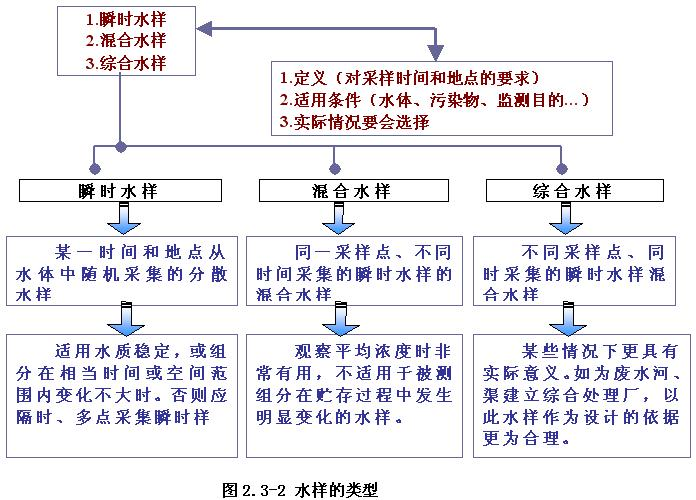 1.瞬时水样
2.混合水样
3.综合水样
1.定义（对采样时间和地点的要求）
2.适用条件（水体、污染物、监测目的…）
3.实际情况要会选择
瞬时水样
混合水样
综合水样
某一时间和地点从
水体中随机采集的分散
水样
同一采样点、不同
时间采集的瞬时水样的
混合水样
不同采样点、同
时采集的瞬时水样混
合水样
适用水质稳定，或组
分在相当时间或空间范
围内变化不大时。否则应
隔时、多点采集瞬时样
观察平均浓度时非
常有用，不适用于被测
组分在贮存过程中发生
明显变化的水样。
某些情况下更具有
实际意义。如为废水河、
渠建立综合处理厂，以
此水样作为设计的依据
更为合理。
图2.3-2 水样的类型